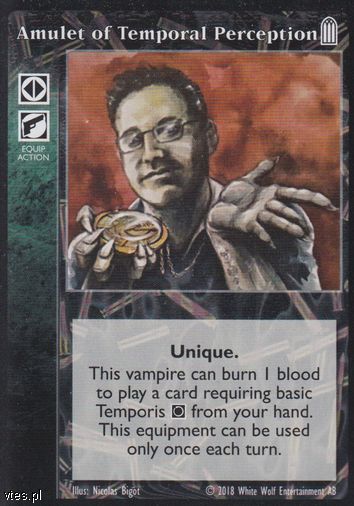 Amulet of Temporal Perception
EQUIP
ACTION
Unique.
This vampire can burn 1 blood
to play a card requiring basic
Temporis from your hand.
This equipment can be used
only once each turn.
Illus: Nicolas Bigot © 2018 White Wolf Entertainment AB
vtes.pl